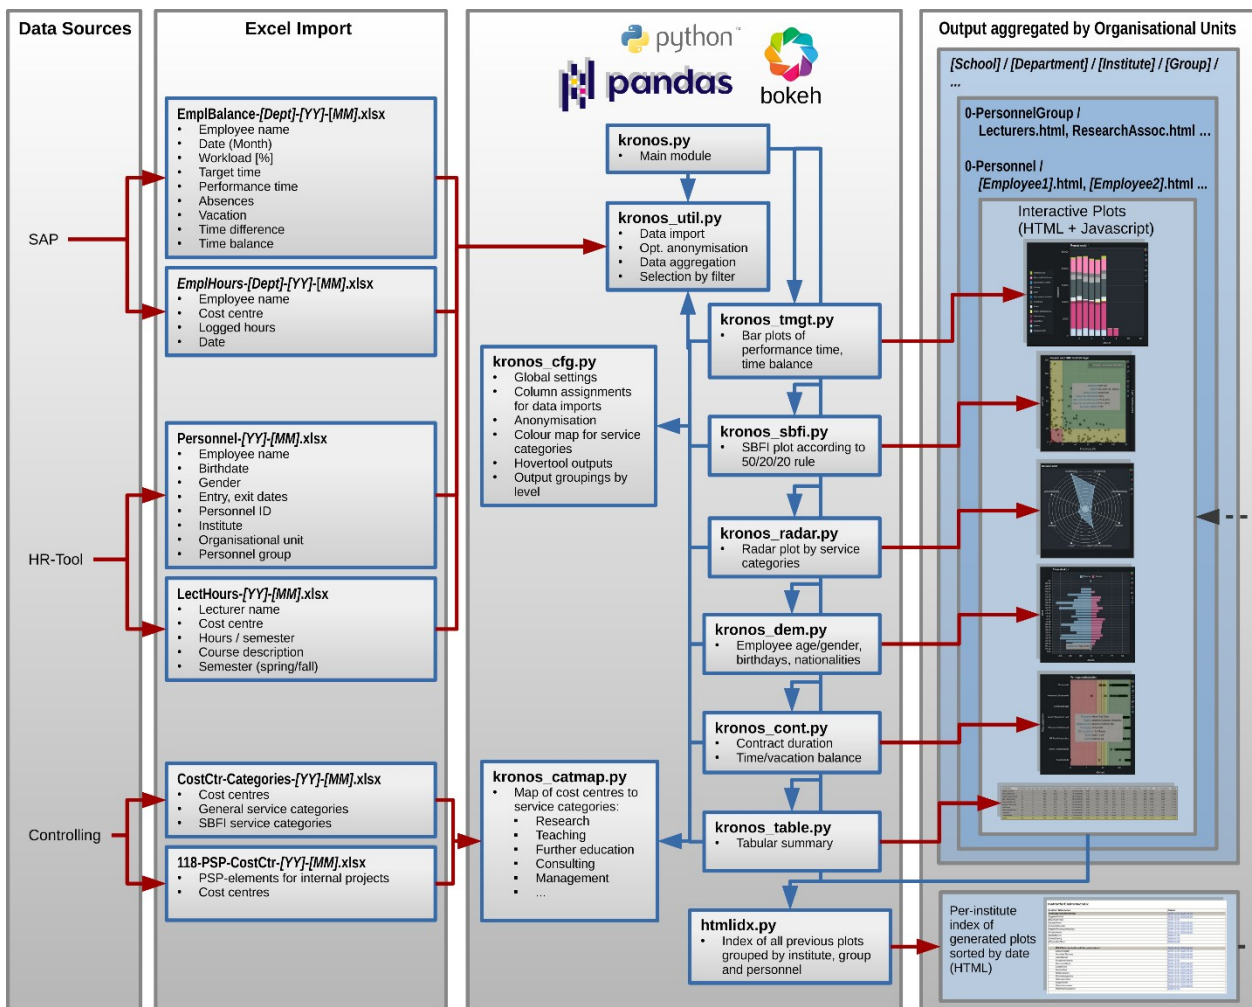 Data Sources
SAP
HR-Tool
Controlling
Excel Import
EmplBalance-[Dept]-[YY]-[MM].xlsx
• Employee name
• Date (Month)
• Workload [%]
• Target time
• Performance time
• Absences
• Vacation
• Time difference
• Time balance
EmplHours-[Dept]-[YY]-[MM].xlsx
• Employee name
• Cost centre
• Logged hours
• Date
Personnel-[YY]-[MM].xlsx
• Employee name
• Birthdate
• Gender
• Entry, exit dates
• Personnel ID
• Institute
• Organisational unit
• Personnel group
LectHours-[YY]-[MM].xlsx
• Lecturer name
• Cost centre
• Hours / semester
• Course description
• Semester (spring/fall)
CostCtr-Categories-[YY]-[MM].xlsx
• Cost centres
• General service categories
• SBFI service categories
118-PSP-CostCtr-[YY]-[MM].xlsx
• PSP-elements for internal projects
• Cost centres
python™
pandas
bokeh
kronos.py
• Main module
kronos_util.py
• Data import
• Opt. anonymisation
• Data aggregation
• Selection by filter
kronos_cfg.py
• Global settings
• Column assignments
for data imports
• Anonymisation
• Colour map for service
categories
• Hovertool outputs
• Output groupings by
level
kronos_catmap.py
• Map of cost centres to
service categories:
▪ Research
▪ Teaching
▪ Further education
▪ Consulting
▪ Management
▪ ...
kronos_tmgt.py
• Bar plots of
performance time,
time balance
kronos_sbfi.py
• SBFI plot according to
50/20/20 rule
kronos_radar.py
• Radar plot by service
categories
kronos_dem.py
• Employee age/gender,
birthdays, nationalities
kronos_cont.py
• Contract duration
• Time/vacation balance
kronos_table.py
• Tabular summary
htmlidx.py
• Index of all previous plots
grouped by institute, group
and personnel
Output aggregated by Organisational Units
[School] / [Department] / [Institute] / [Group] /
...
0-PersonnelGroup /
Lecturers.html, ResearchAssoc.html ...
0-Personnel /
[Employee1].html, [Employee2].html ...
Interactive Plots
(HTML + Javascript)
Per-institute
index of
generated plots
sorted by date
(HTML)